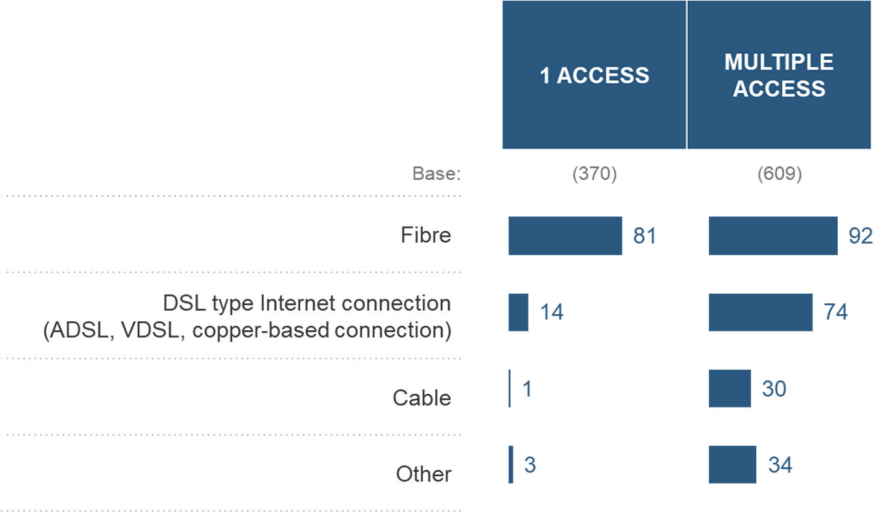 1 ACCESS
MULTIPLE
ACCESS
Base: (370) (609)
Fibre 81 92
DSL type Internet connection
(ADSL, VDSL, copper-based connection) 14 74
Cable 1 30
Other 3 34